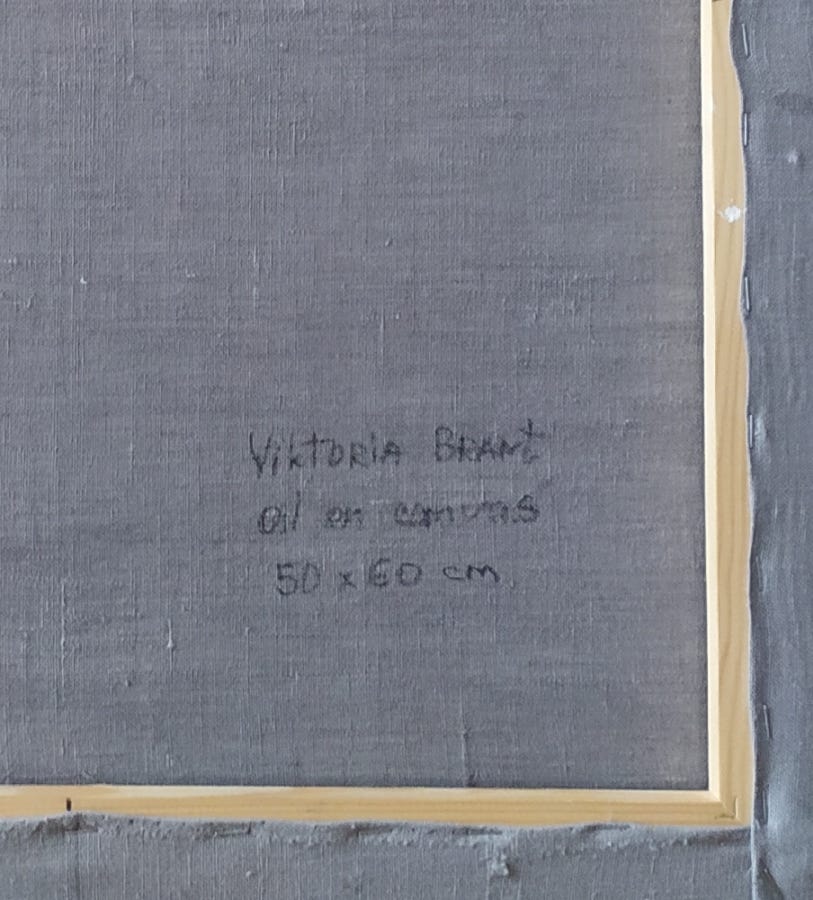 Viktoria Brant
oil on canvas
50 x 60 cm